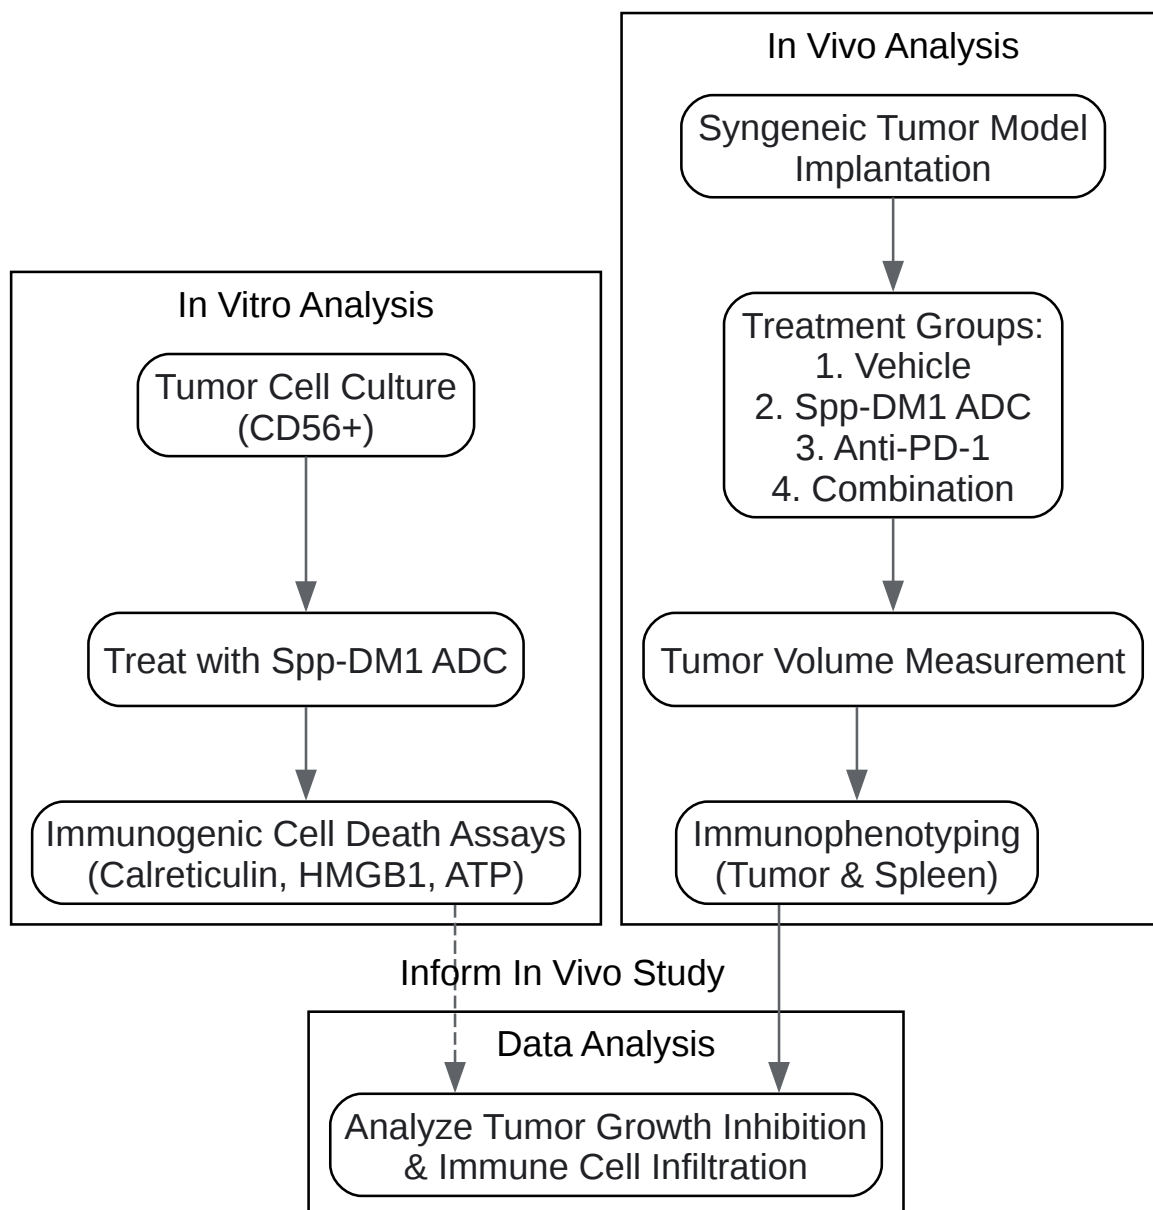 In Vivo Analysis
Syngeneic Tumor Model
Implantation
Treatment Groups:
1. Vehicle
2. Spp-DM1 ADC
3. Anti-PD-1
4. Combination
Tumor Volume Measurement
Immunophenotyping
(Tumor & Spleen)
In Vitro Analysis
Tumor Cell Culture
(CD56+)
Treat with Spp-DM1 ADC
Immunogenic Cell Death Assays
(Calreticulin, HMGB1, ATP)
Inform In Vivo Study
Data Analysis
Analyze Tumor Growth Inhibition
& Immune Cell Infiltration